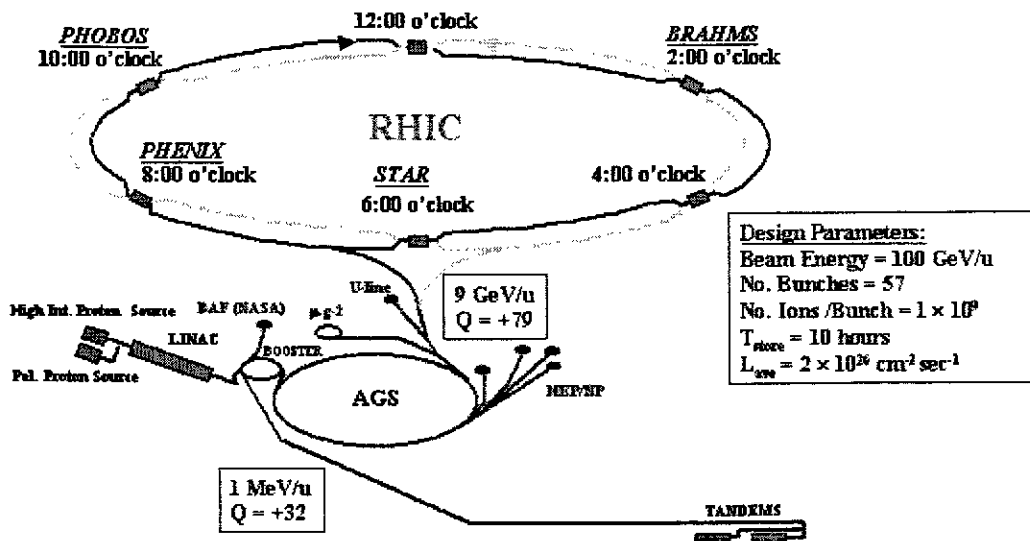 12:00 o'clock
PHOBOS
10:00 o'clock
BRAHMS
2:00 o'clock
RHIC
PHENIX
8:00 o'clock
STAR
6:00 o'clock
4:00 o'clock
Design Parameters:
Beam Energy = 100 GeV/u
No. Bunches = 57
No. Ions /Bunch = 1 × 10⁹
Tstore = 10 hours
Lave = 2 × 10²⁶ cm⁻² sec⁻¹
U-line
9 GeV/u
Q = +79
High Int. Proton Source
BAF (NASA)
μ g-2
LINAC
BOOSTER
Pol. Proton Source
AGS
HEP/NP
1 MeV/u
Q = +32
TANDEMS